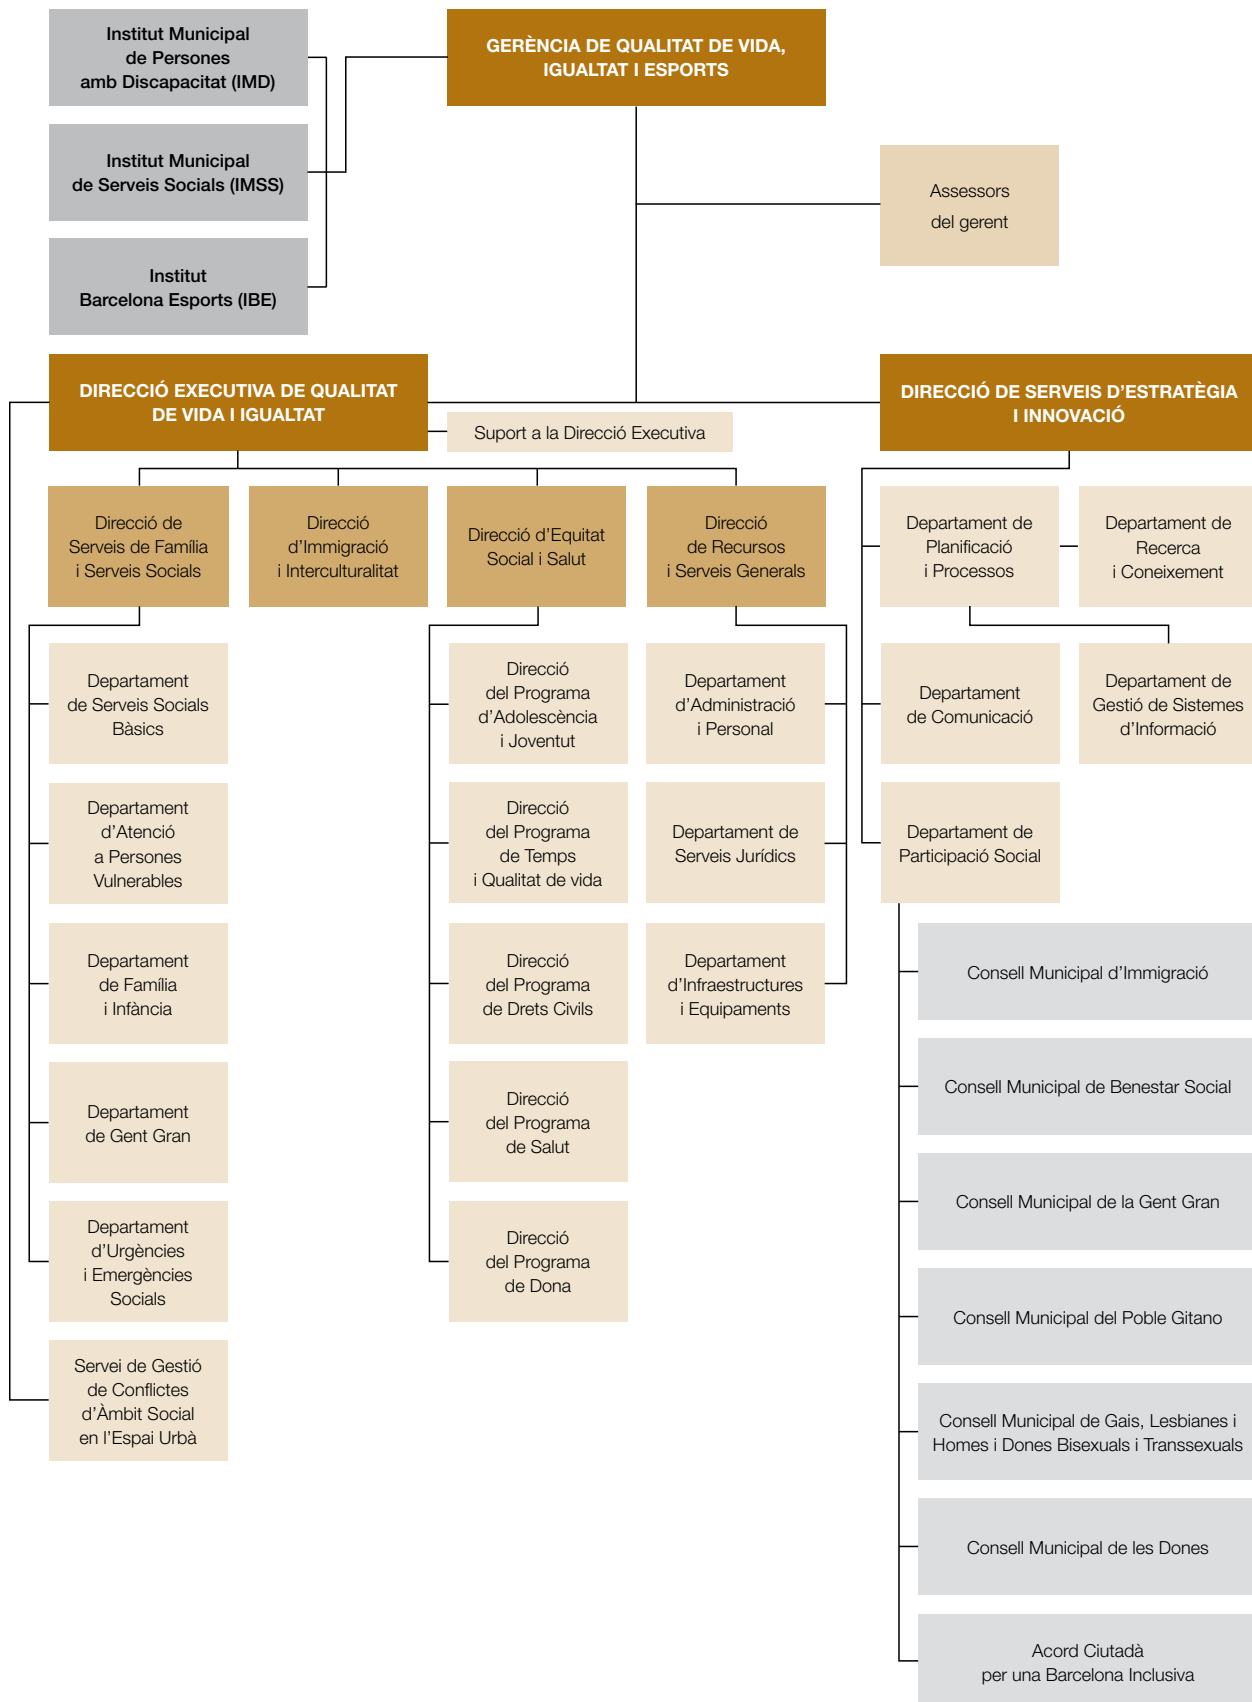 Institut Municipal
de Persones
amb Discapacitat (IMD)
GERÈNCIA DE QUALITAT DE VIDA,
IGUALTAT I ESPORTS
Institut Municipal
de Serveis Socials (IMSS)
Assessors
del gerent
Institut
Barcelona Esports (IBE)
DIRECCIÓ EXECUTIVA DE QUALITAT
DE VIDA I IGUALTAT
DIRECCIÓ DE SERVEIS D’ESTRATÈGIA
I INNOVACIÓ
Suport a la Direcció Executiva
Direcció de
Serveis de Família
i Serveis Socials
Direcció
d’Immigració
i Interculturalitat
Direcció d’Equitat
Social i Salut
Direcció
de Recursos
i Serveis Generals
Departament de
Planificació
i Processos
Departament de
Recerca
i Coneixement
Departament
de Serveis Socials
Bàsics
Direcció
del Programa
d’Adolescència
i Joventut
Departament
d’Administració
i Personal
Departament
de Comunicació
Departament de
Gestió de Sistemes
d’Informació
Departament
d’Atenció
a Persones
Vulnerables
Direcció
del Programa
de Temps
i Qualitat de vida
Departament de
Serveis Jurídics
Departament de
Participació Social
Departament
de Família
i Infància
Direcció
del Programa
de Drets Civils
Departament
d’Infraestructures
i Equipaments
Consell Municipal d’Immigració
Departament
de Gent Gran
Direcció
del Programa
de Salut
Consell Municipal de Benestar Social
Departament
d’Urgències
i Emergències
Socials
Direcció
del Programa
de Dona
Consell Municipal de la Gent Gran
Consell Municipal del Poble Gitano
Servei de Gestió
de Conflictes
d’Àmbit Social
en l’Espai Urbà
Consell Municipal de Gais, Lesbianes i
Homes i Dones Bisexuals i Transsexuals
Consell Municipal de les Dones
Acord Ciutadà
per una Barcelona Inclusiva